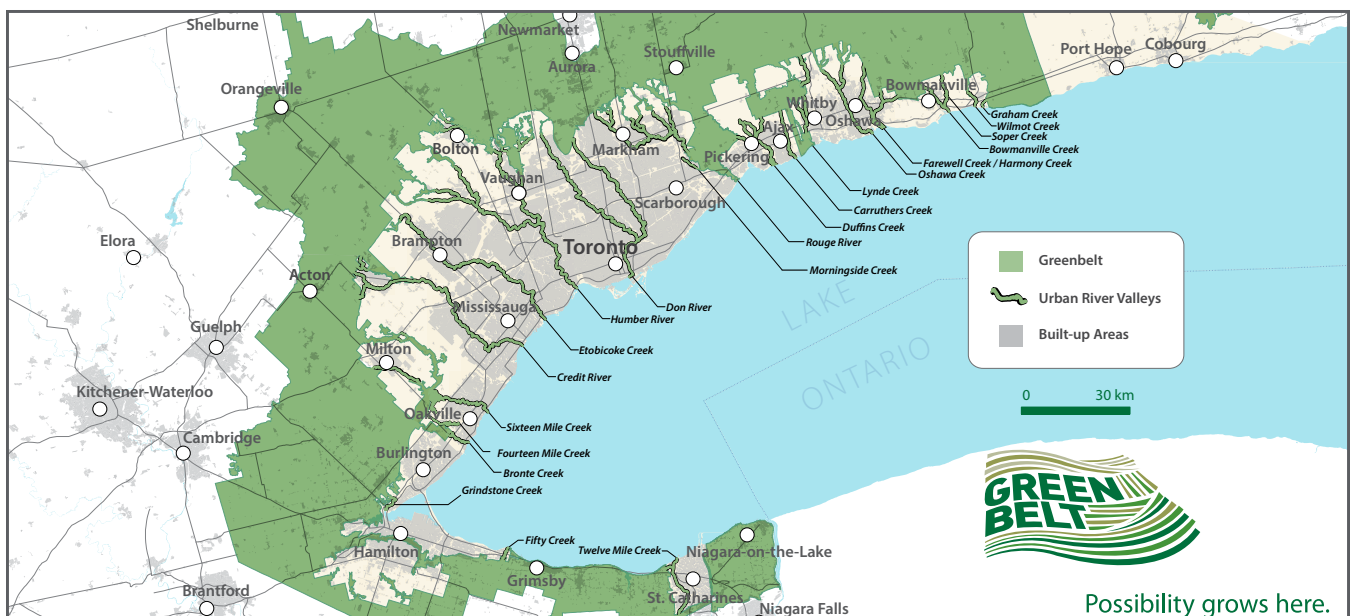 Shelburne
Newmarket
Aurora
Stouffville
Port Hope
Cobourg
Orangeville
Bowmanville
Whitby
Oshawa
Graham Creek
Wilmot Creek
Soper Creek
Bowmanville Creek
Bolton
Markham
Ajax
Pickering
Farewell Creek / Harmony Creek
Oshawa Creek
Vaughan
Scarborough
Lynde Creek
Carruthers Creek
Duffins Creek
Rouge River
Morningside Creek
Elora
Brampton
Toronto
Acton
Mississauga
Don River
Humber River
Etobicoke Creek
Credit River
LAKE
ONTARIO
Greenbelt
Urban River Valleys
Built-up Areas
0 30 km
Guelph
Milton
Kitchener-Waterloo
Oakville
Sixteen Mile Creek
Cambridge
Burlington
Fourteen Mile Creek
Bronte Creek
Grindstone Creek
GREEN
BELT
Hamilton
Fifty Creek
Twelve Mile Creek
Niagara-on-the-Lake
Grimsby
Brantford
St. Catharines
Niagara Falls
Possibility grows here.